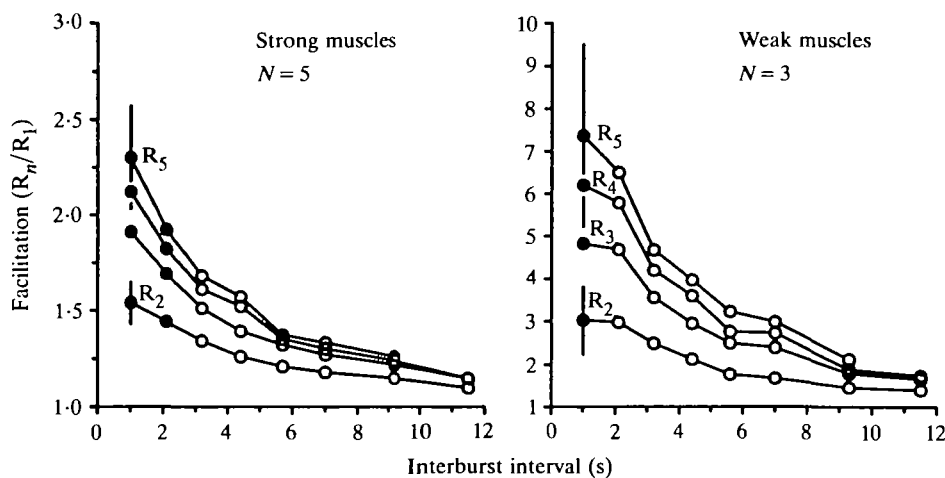 Strong muscles
N = 5
Facilitation (Rₙ/R₁)
3·0
2·5
2·0
1·5
1·0
R₅
R₂
0 2 4 6 8 10 12
Weak muscles
N = 3
10
9
8
7
6
5
4
3
2
1
R₅
R₄
R₃
R₂
0 2 4 6 8 10 12
Interburst interval (s)